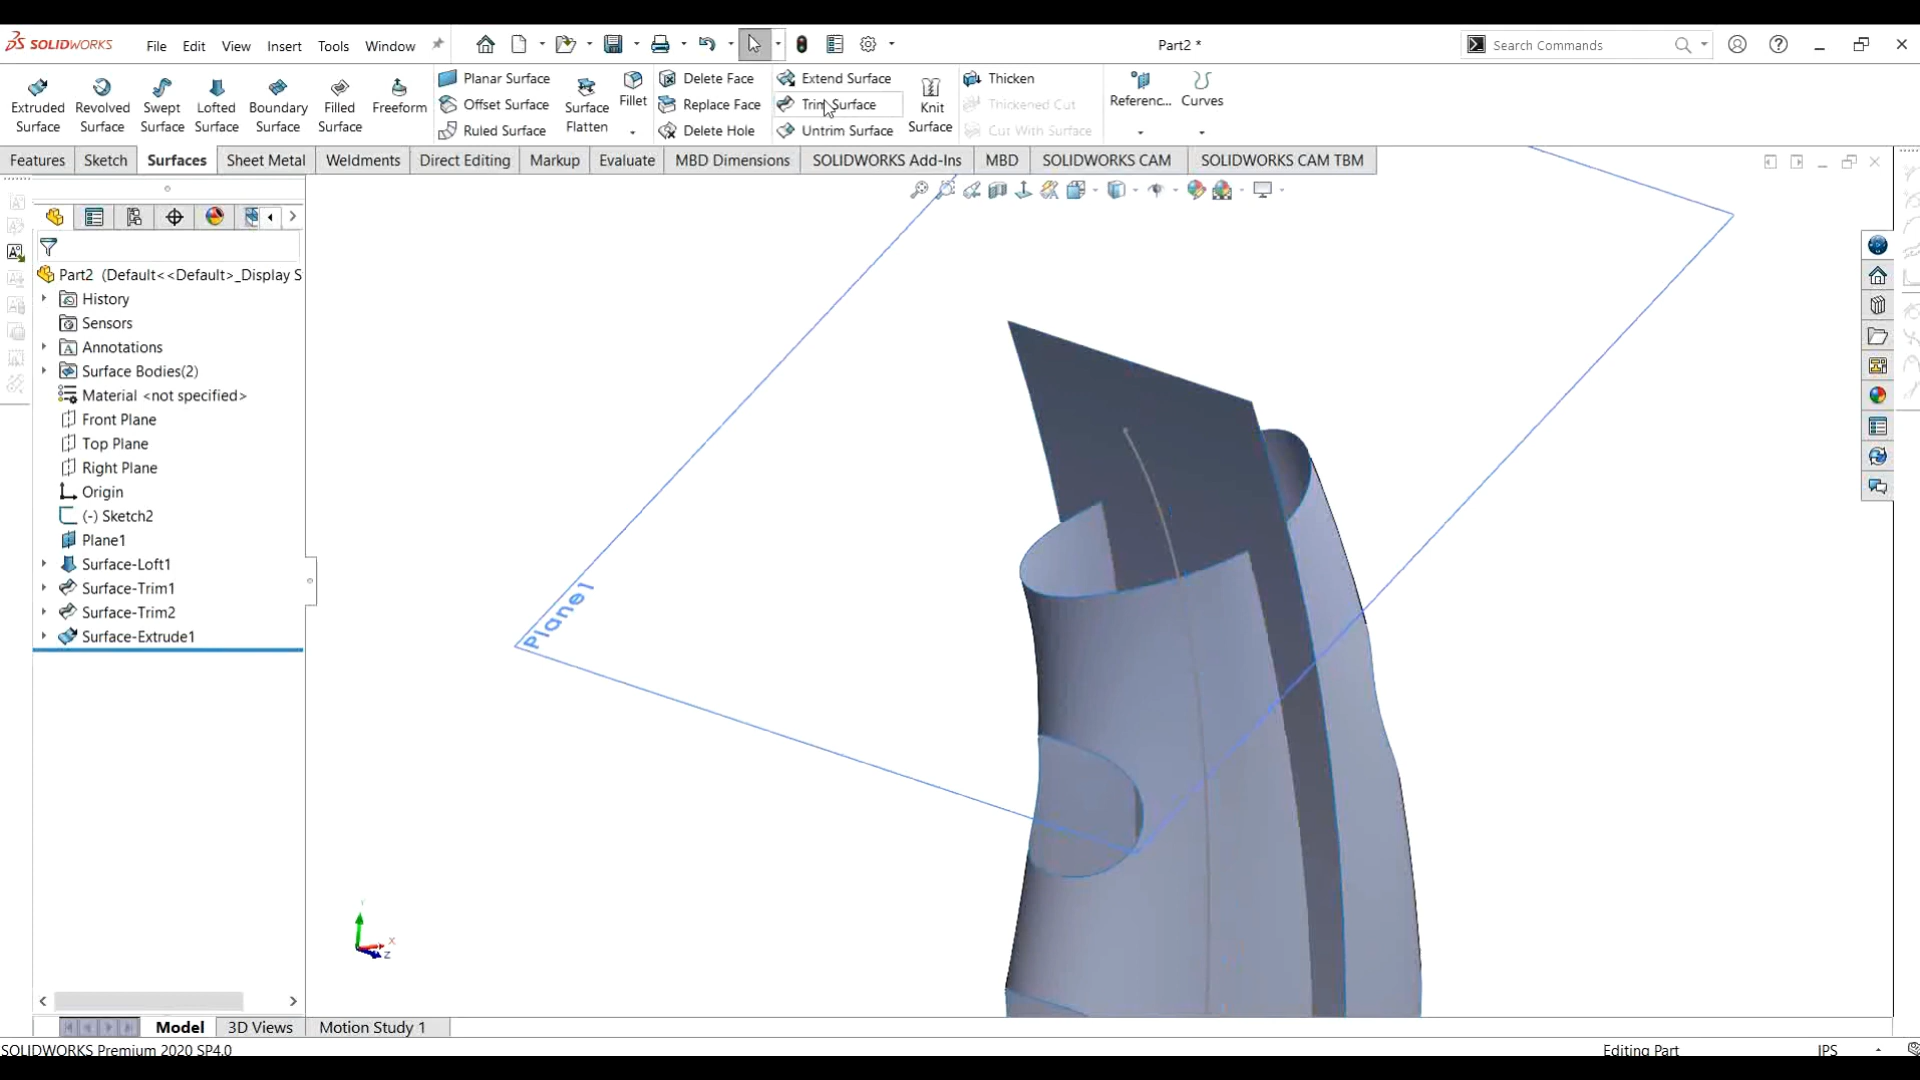 SOLIDWORKS File Edit View Insert Tools Window Part2 * Search Commands
Extruded Surface
Revolved Surface
Swept Surface
Lofted Surface
Boundary Surface
Filled Surface
Freeform
Planar Surface
Offset Surface
Ruled Surface
Surface Flatten
Fillet
Delete Face
Replace Face
Delete Hole
Extend Surface
Trim Surface
Untrim Surface
Knit Surface
Thicken
Thickened Cut
Cut With Surface
Referenc...
Curves
Features Sketch Surfaces Sheet Metal Weldments Direct Editing Markup Evaluate MBD Dimensions SOLIDWORKS Add-Ins MBD SOLIDWORKS CAM SOLIDWORKS CAM TBM
Part2 (Default<<Default>_Display S
History
Sensors
Annotations
Surface Bodies(2)
Material <not specified>
Front Plane
Top Plane
Right Plane
Origin
(-) Sketch2
Plane1
Surface-Loft1
Surface-Trim1
Surface-Trim2
Surface-Extrude1
Plane1
Y
X
Z
Model 3D Views Motion Study 1
SOLIDWORKS Premium 2020 SP4.0 Editing Part IPS